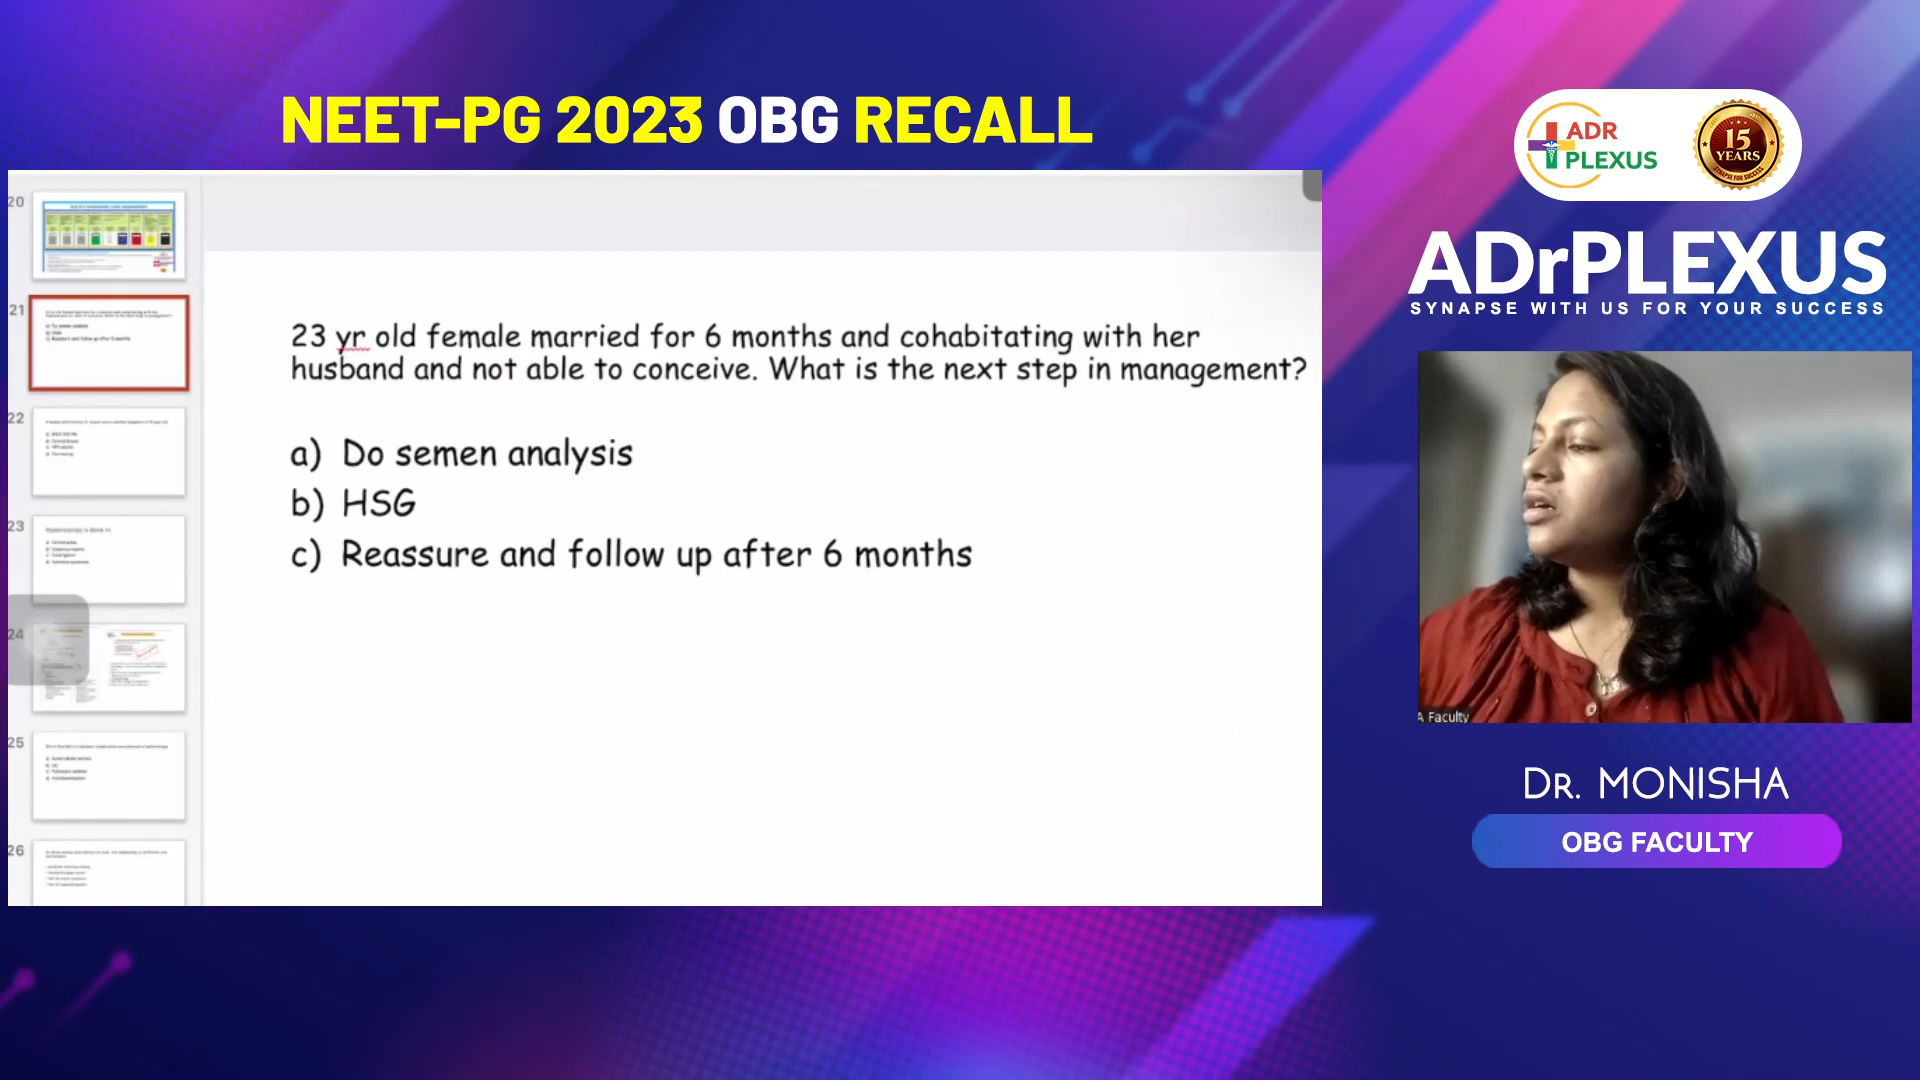 NEET-PG 2023 OBG RECALL
ADR
PLEXUS
15
YEARS
SYNAPSE FOR SUCCESS
ADrPLEXUS
SYNAPSE WITH US FOR YOUR SUCCESS
20
21
22
23
24
25
26
23 yr old female married for 6 months and cohabitating with her
husband and not able to conceive. What is the next step in management?
a) Do semen analysis
b) HSG
c) Reassure and follow up after 6 months
A Faculty
DR. MONISHA
OBG FACULTY